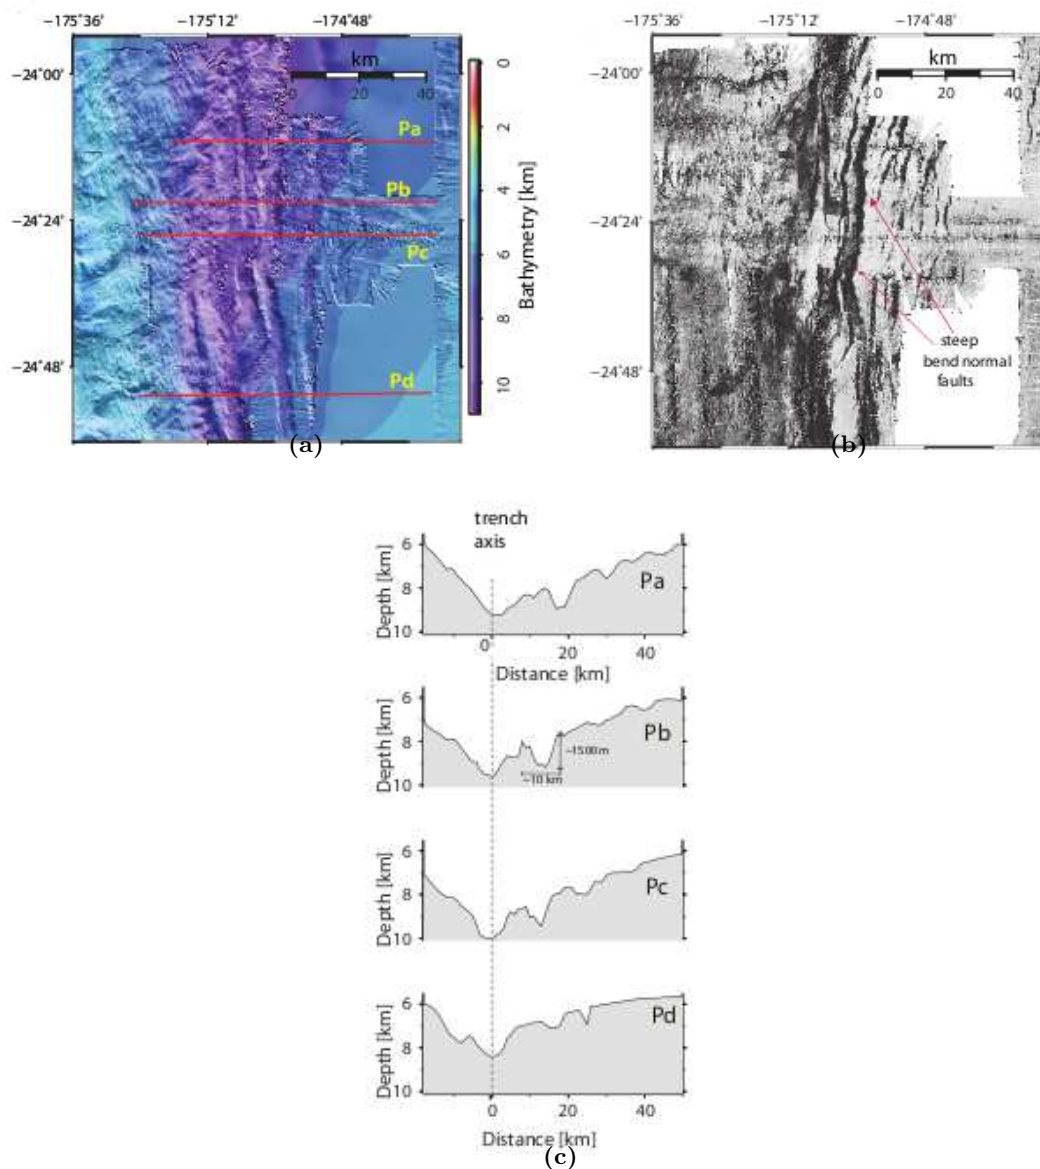 −175˚36' −175˚12' −174˚48'
−24˚00'
−24˚24'
−24˚48'
km
0 20 40
Pa
Pb
Pc
Pd
0
2
4
6
8
10
Bathymetry [km]
(a)
−175˚36' −175˚12' −174˚48'
−24˚00'
−24˚24'
−24˚48'
km
0 20 40
steep
bend normal
faults
(b)
trench
axis
Depth [km]
6
8
10
Pa
0 20 40
Distance [km]
Depth [km]
6
8
10
Pb
~1500 m
~10 km
Depth [km]
6
8
10
Pc
Depth [km]
6
8
10
Pd
0 20 40
Distance [km]
(c)